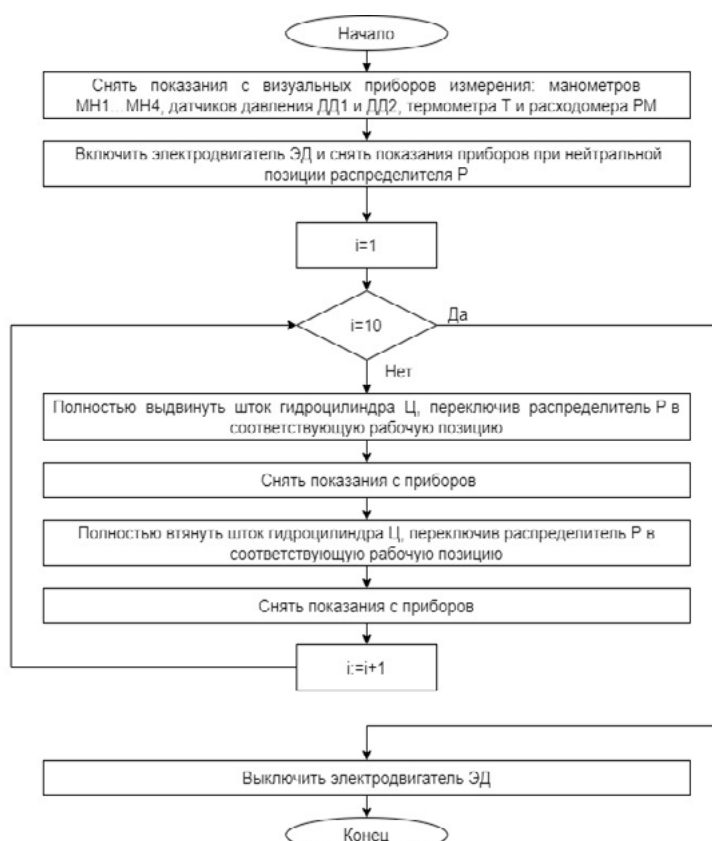 Начало
Снять показания с визуальных приборов измерения: манометров
МН1...МН4, датчиков давления ДД1 и ДД2, термометра Т и расходомера РМ
Включить электродвигатель ЭД и снять показания приборов при нейтральной
позиции распределителя Р
i=1
i=10
Да
Нет
Полностью выдвинуть шток гидроцилиндра Ц, переключив распределитель Р в
соответствующую рабочую позицию
Снять показания с приборов
Полностью втянуть шток гидроцилиндра Ц, переключив распределитель Р в
соответствующую рабочую позицию
Снять показания с приборов
i:=i+1
Выключить электродвигатель ЭД
Конец